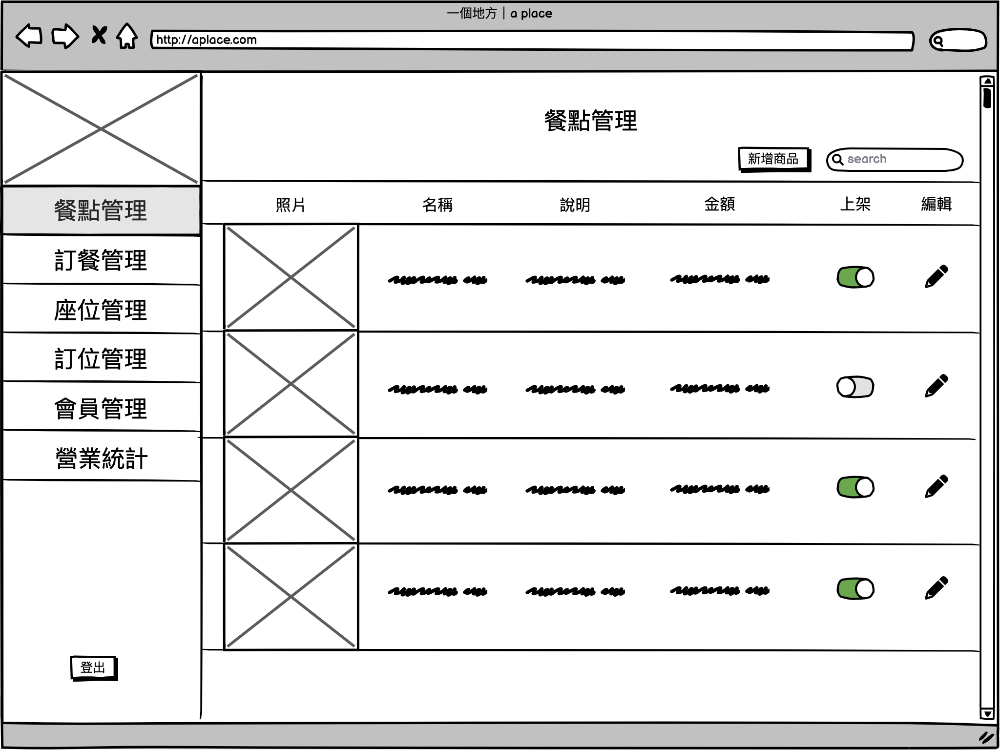 一個地方｜a place
http://aplace.com
餐點管理
新增商品
search
照片 名稱 說明 金額 上架 編輯
餐點管理
訂餐管理
座位管理
訂位管理
會員管理
營業統計
登出